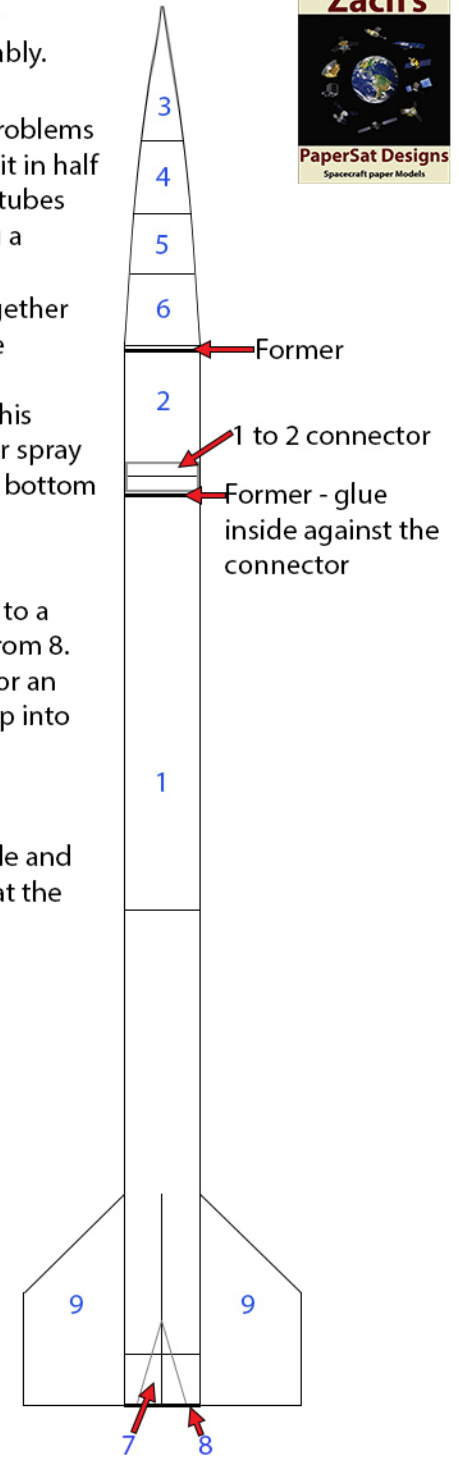 Zach's
PaperSat Designs
Spacecraft paper Models
roblems
it in half
tubes
a
gether
his
r spray
bottom
to a
rom 8.
or an
p into
le and
at the
3
4
5
6
Former
2
1 to 2 connector
Former - glue
inside against the
connector
1
9
9
7
8